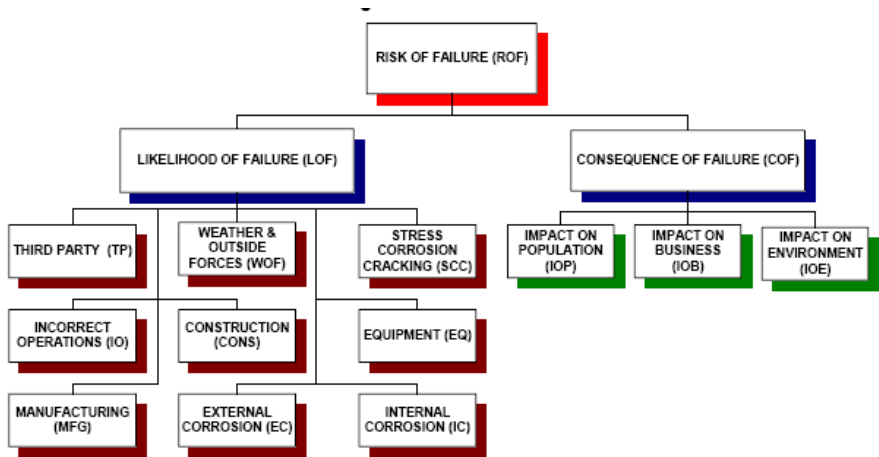 RISK OF FAILURE (ROF)
LIKELIHOOD OF FAILURE (LOF)
CONSEQUENCE OF FAILURE (COF)
THIRD PARTY (TP)
WEATHER &
OUTSIDE
FORCES (WOF)
STRESS
CORROSION
CRACKING (SCC)
IMPACT ON
POPULATION
(IOP)
IMPACT ON
BUSINESS
(IOB)
IMPACT ON
ENVIRONMENT
(IOE)
INCORRECT
OPERATIONS (IO)
CONSTRUCTION
(CONS)
EQUIPMENT (EQ)
MANUFACTURING
(MFG)
EXTERNAL
CORROSION (EC)
INTERNAL
CORROSION (IC)